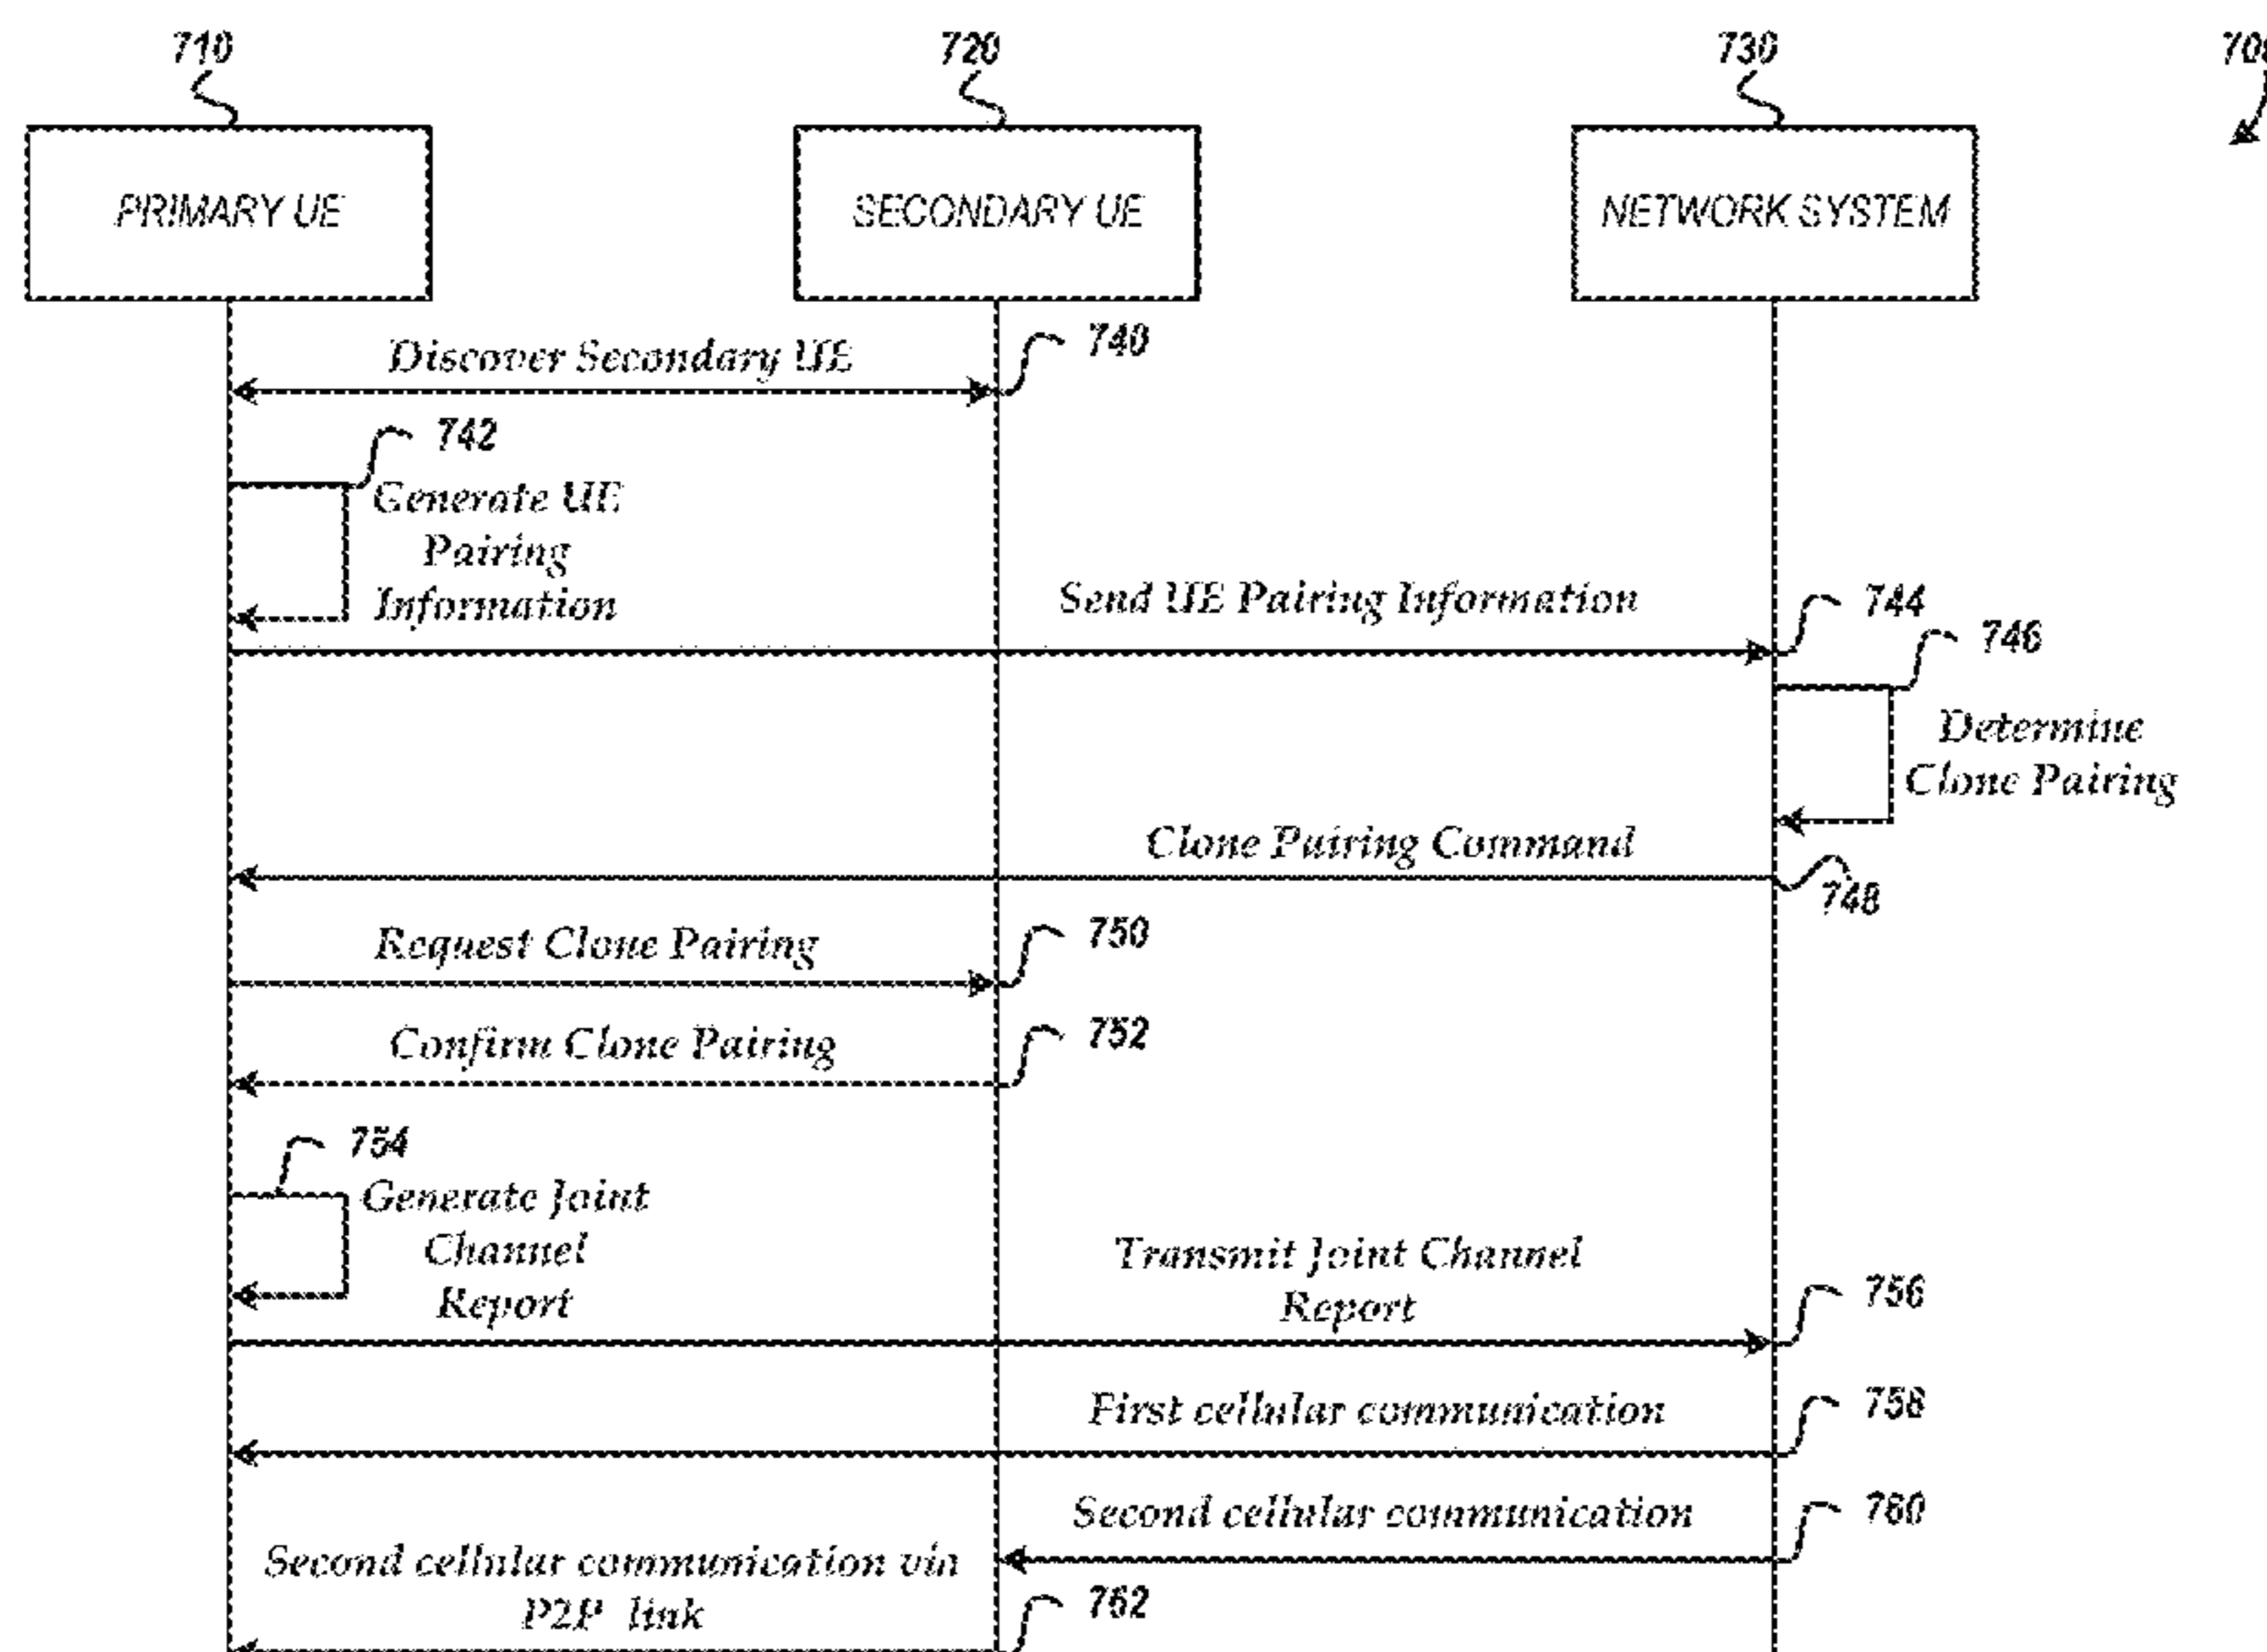 710
720
730
PRIMARY UE
SECONDARY UE
NETWORK SYSTEM
Discover Secondary UE
740
742
Generate UE
Pairing
Information
Send UE Pairing Information
744
746
Determine
Clone Pairing
Clone Pairing Command
748
Request Clone Pairing
750
Confirm Clone Pairing
752
754
Generate Joint
Channel
Report
Transmit Joint Channel
Report
756
First cellular communication
758
Second cellular communication
760
Second cellular communication via
P2P link
762